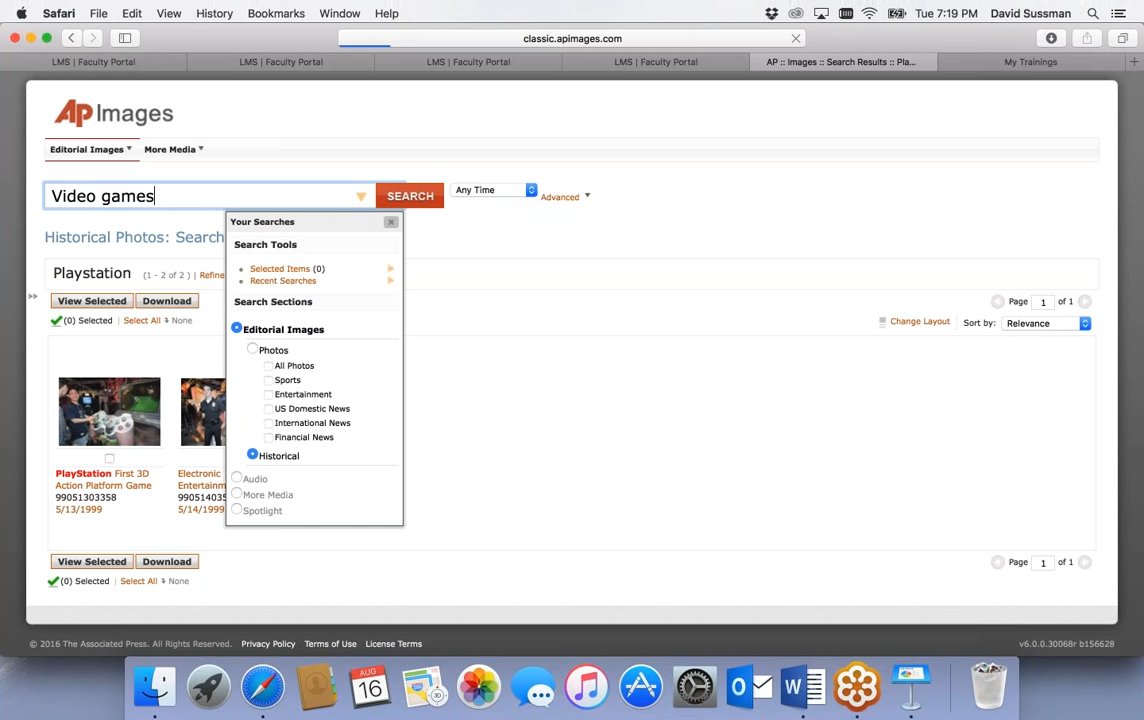 Safari File Edit View History Bookmarks Window Help Tue 7:19 PM David Sussman
classic.apimages.com
LMS | Faculty Portal LMS | Faculty Portal LMS | Faculty Portal LMS | Faculty Portal AP :: Images :: Search Results :: Pla... My Trainings
AP Images
Editorial Images More Media
Video games SEARCH Any Time Advanced
Your Searches
Historical Photos: Search
Search Tools
Selected Items (0)
Recent Searches
Playstation (1 - 2 of 2 ) | Refine
View Selected Download
Search Sections
Page 1 of 1
(0) Selected | Select All None
Change Layout Sort by: Relevance
Editorial Images
Photos
All Photos
Sports
Entertainment
US Domestic News
International News
Financial News
Historical
Audio
More Media
Spotlight
PlayStation First 3D
Action Platform Game
99051303358
5/13/1999
Electronic
Entertainm
990514035
5/14/1999
View Selected Download
Page 1 of 1
(0) Selected | Select All None
© 2016 The Associated Press. All Rights Reserved. Privacy Policy Terms of Use License Terms v6.0.0.30068r b156628
AUG
16